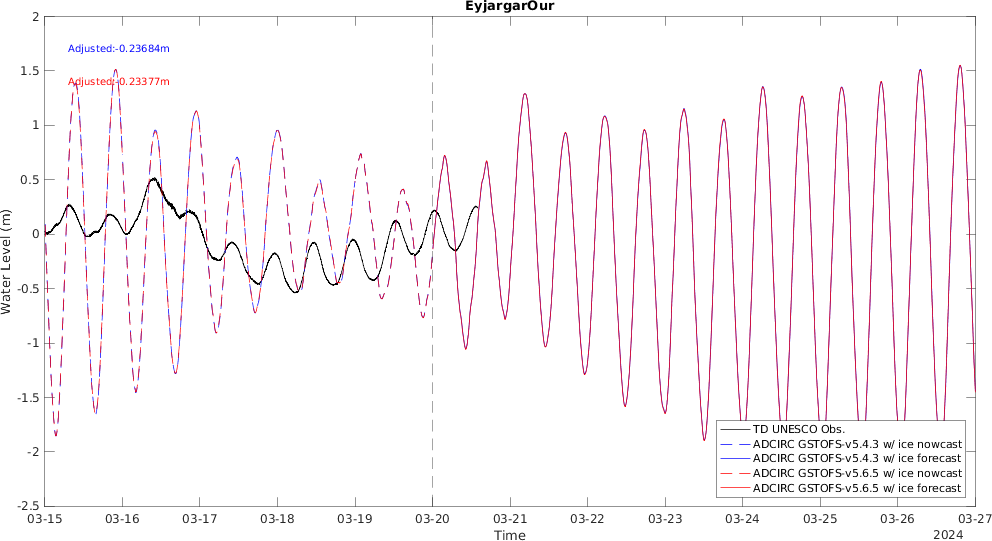 EyjargarOur
Adjusted:-0.23684m
Adjusted:-0.23377m
Water Level (m)
2
1.5
1
0.5
0
-0.5
-1
-1.5
-2
-2.5
TD UNESCO Obs.
ADCIRC GSTOFS-v5.4.3 w/ ice nowcast
ADCIRC GSTOFS-v5.4.3 w/ ice forecast
ADCIRC GSTOFS-v5.6.5 w/ ice nowcast
ADCIRC GSTOFS-v5.6.5 w/ ice forecast
03-15 03-16 03-17 03-18 03-19 03-20 03-21 03-22 03-23 03-24 03-25 03-26 03-27
Time
2024